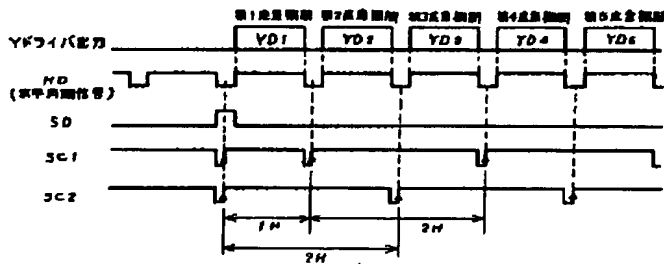 第1走査期間 第2走査期間 第3走査期間 第4走査期間 第5走査期間
Yドライバ出力 YD1 YD2 YD3 YD4 YD5
HD
(水平同期信号)
SD
SC1
SC2
1H 2H
2H